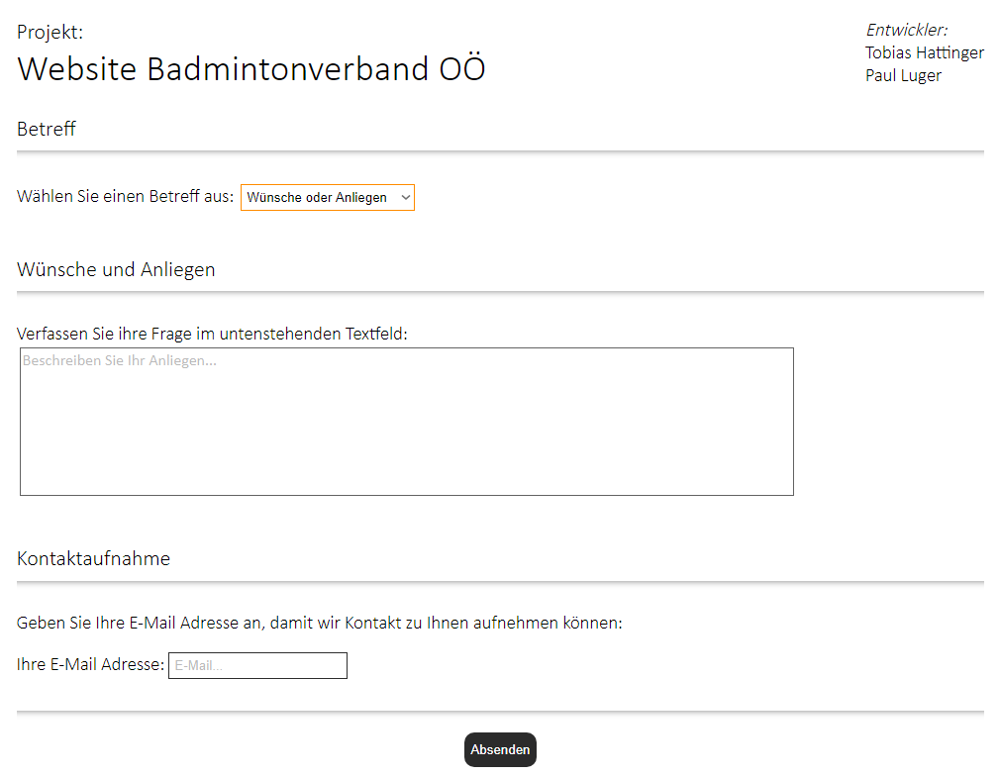 Projekt:
Website Badmintonverband OÖ
Entwickler:
Tobias Hattinger
Paul Luger
Betreff
Wählen Sie einen Betreff aus: Wünsche oder Anliegen
Wünsche und Anliegen
Verfassen Sie ihre Frage im untenstehenden Textfeld:
Beschreiben Sie Ihr Anliegen...
Kontaktaufnahme
Geben Sie Ihre E-Mail Adresse an, damit wir Kontakt zu Ihnen aufnehmen können:
Ihre E-Mail Adresse: E-Mail...
Absenden